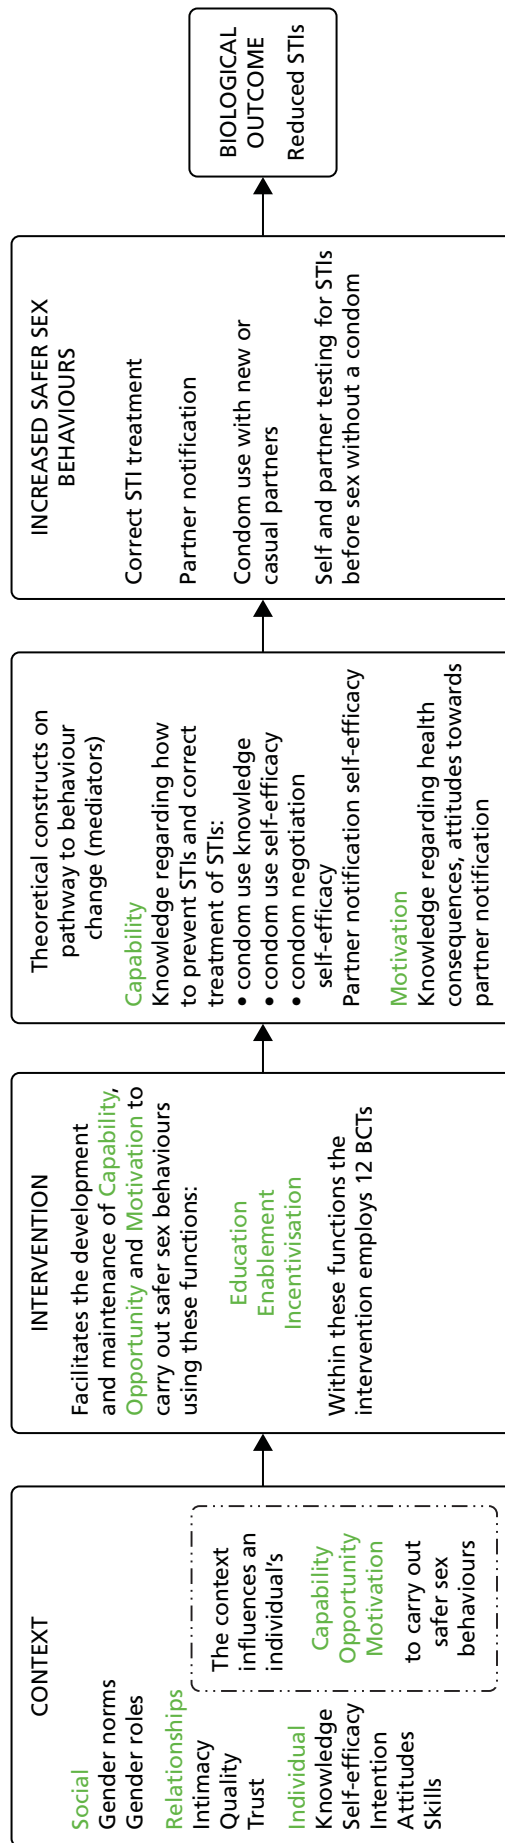 CONTEXT
Social
Gender norms
Gender roles
Relationships
Intimacy
Quality
Trust
Individual
Knowledge
Self-efficacy
Intention
Attitudes
Skills
The context
influences an
individual's
Capability
Opportunity
Motivation
to carry out
safer sex
behaviours
INTERVENTION
Facilitates the development
and maintenance of Capability,
Opportunity and Motivation to
carry out safer sex behaviours
using these functions:
Education
Enablement
Incentivisation
Within these functions the
intervention employs 12 BCTs
Theoretical constructs on
pathway to behaviour
change (mediators)
Capability
Knowledge regarding how
to prevent STIs and correct
treatment of STIs:
• condom use knowledge
• condom use self-efficacy
• condom negotiation
self-efficacy
Partner notification self-efficacy
Motivation
Knowledge regarding health
consequences, attitudes towards
partner notification
INCREASED SAFER SEX
BEHAVIOURS
Correct STI treatment
Partner notification
Condom use with new or
casual partners
Self and partner testing for STIs
before sex without a condom
BIOLOGICAL
OUTCOME
Reduced STIs